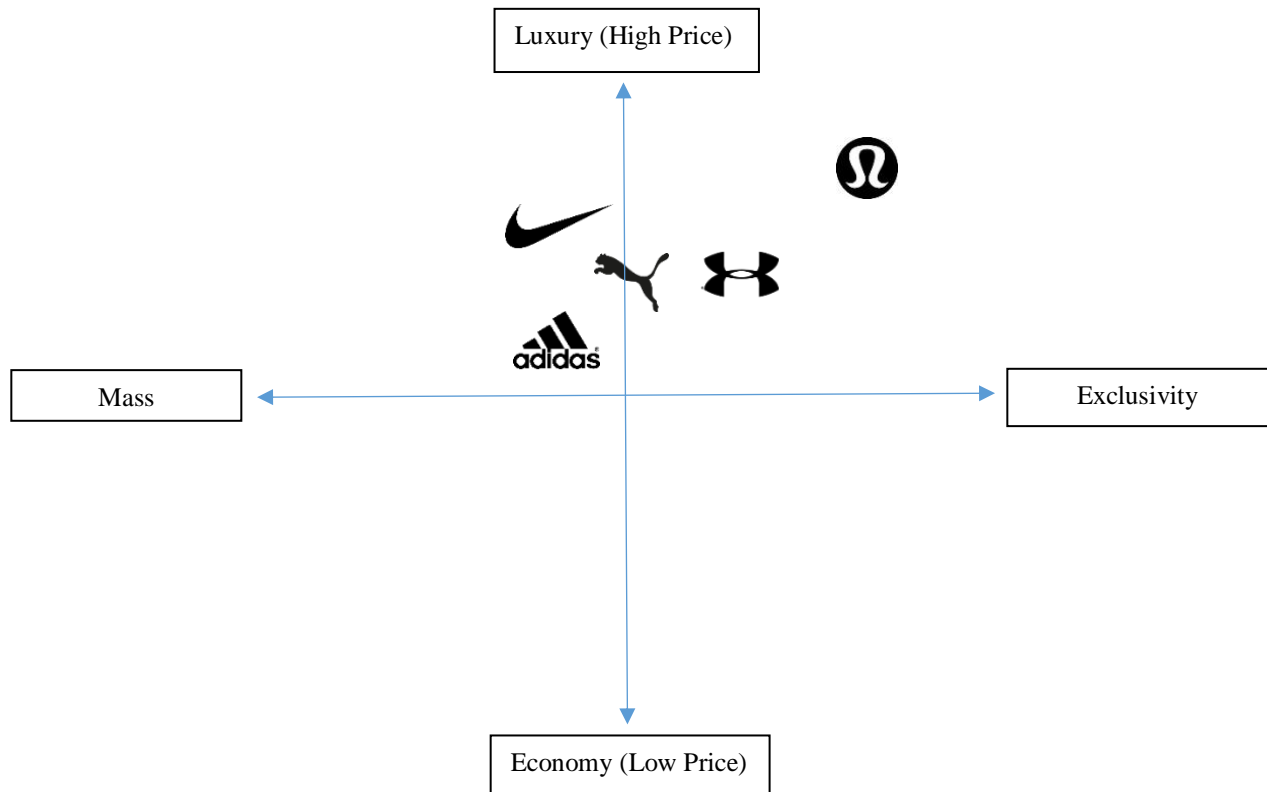 Luxury (High Price)
adidas
Mass
Exclusivity
Economy (Low Price)